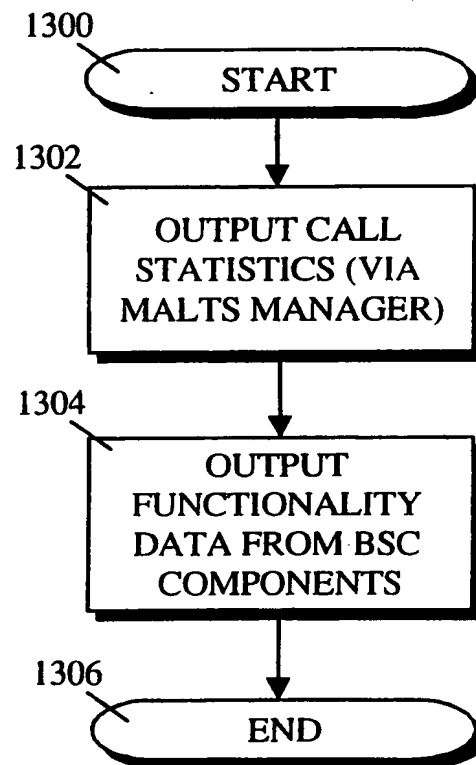 1300
START
1302
OUTPUT CALL
STATISTICS (VIA
MALTS MANAGER)
1304
OUTPUT
FUNCTIONALITY
DATA FROM BSC
COMPONENTS
1306
END